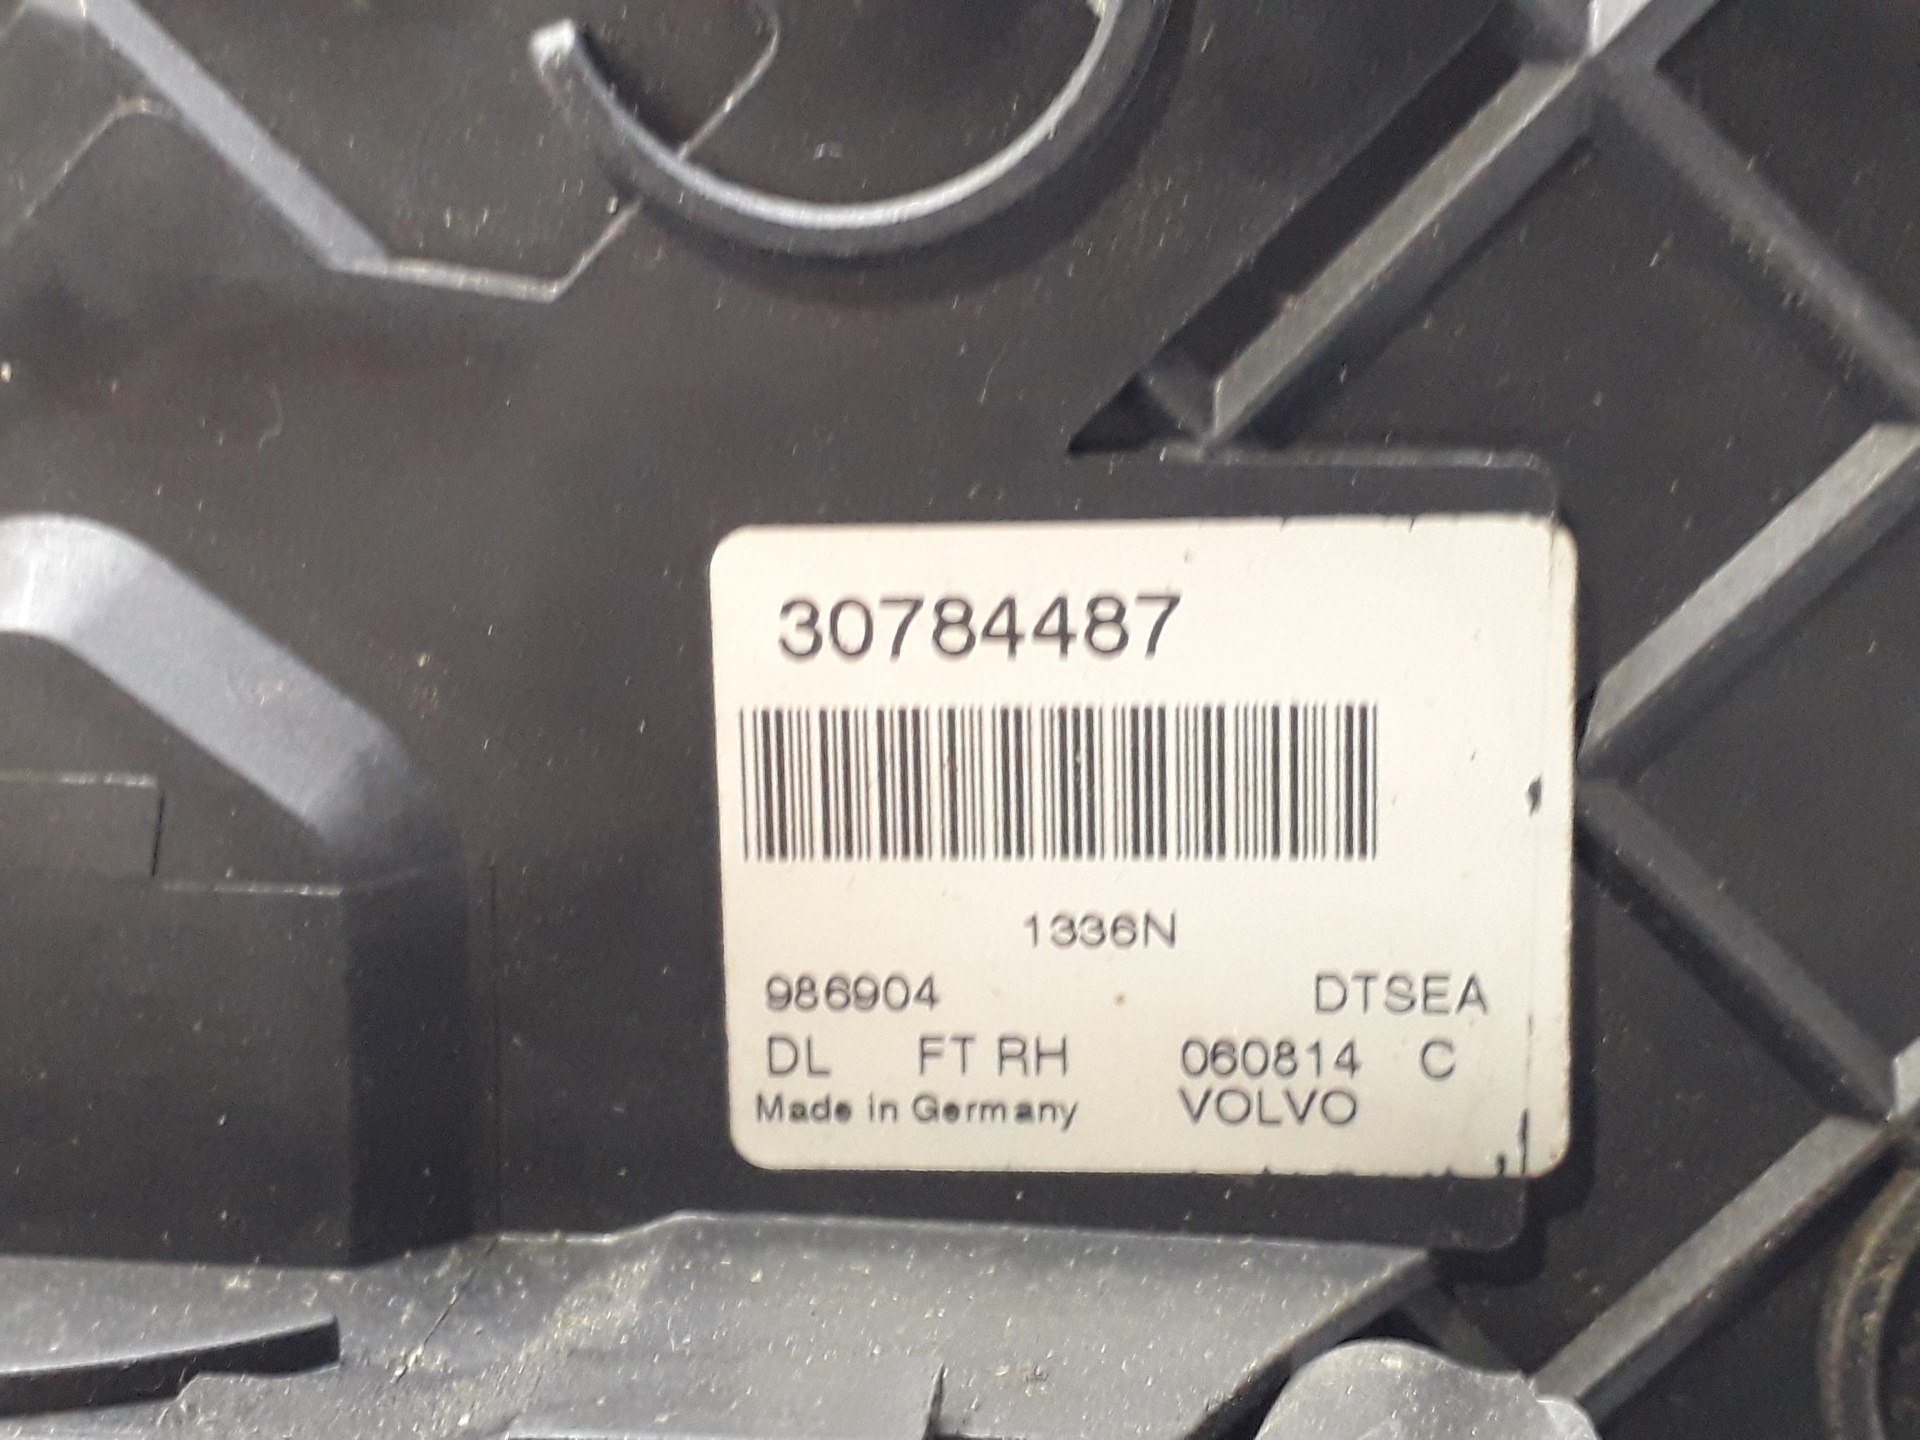 30784487
1336N
986904 DTSEA
DL FT RH 060814 C
Made in Germany VOLVO